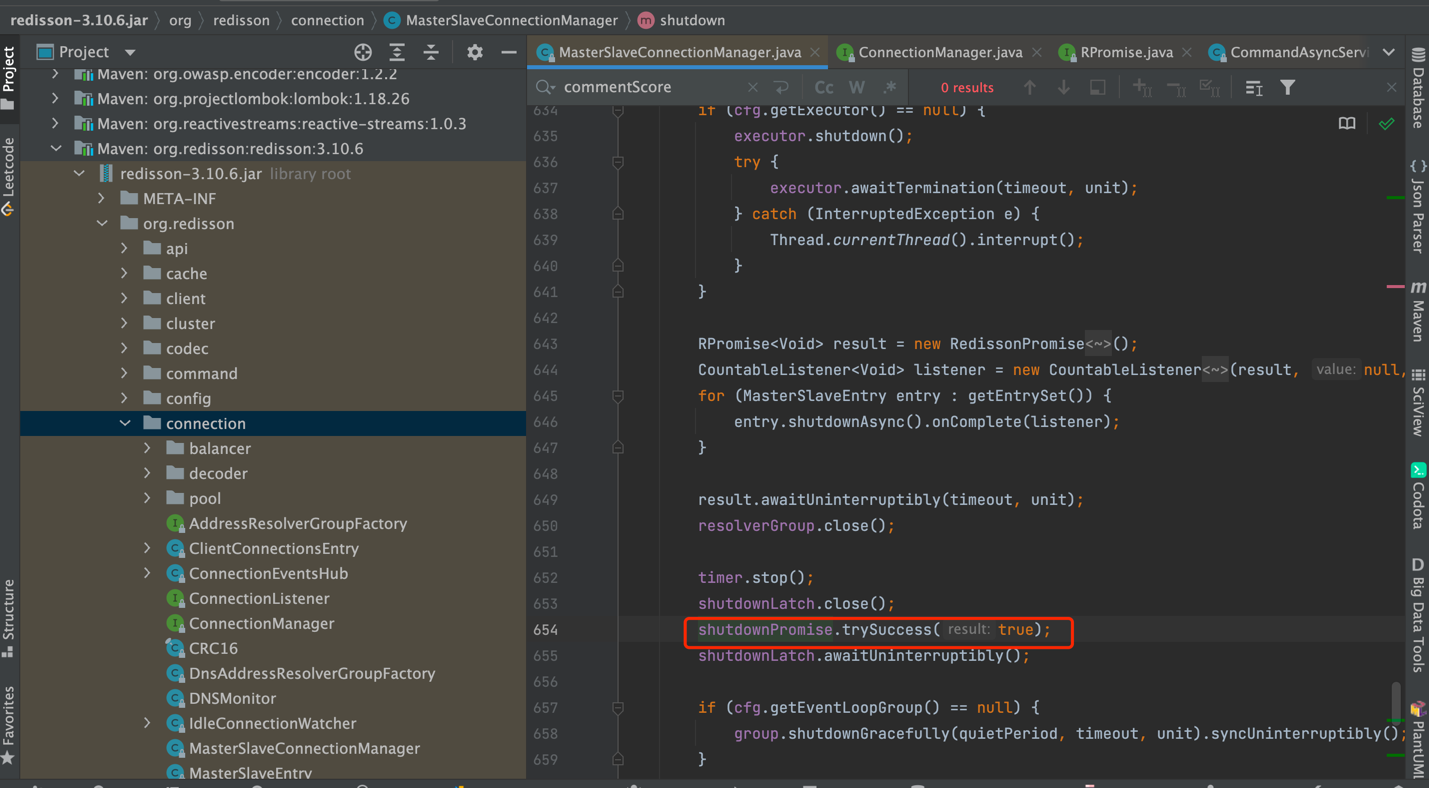 redisson-3.10.6.jar org redisson connection MasterSlaveConnectionManager shutdown
Project
Leetcode
Structure
Favorites
Project
Maven: org.owasp.encoder:encoder:1.2.2
Maven: org.projectlombok:lombok:1.18.26
Maven: org.reactivestreams:reactive-streams:1.0.3
Maven: org.redisson:redisson:3.10.6
redisson-3.10.6.jar library root
META-INF
org.redisson
api
cache
client
cluster
codec
command
config
connection
balancer
decoder
pool
AddressResolverGroupFactory
ClientConnectionsEntry
ConnectionEventsHub
ConnectionListener
ConnectionManager
CRC16
DnsAddressResolverGroupFactory
DNSMonitor
IdleConnectionWatcher
MasterSlaveConnectionManager
MasterSlaveEntry
MasterSlaveConnectionManager.java ConnectionManager.java RPromise.java CommandAsyncServi
commentScore Cc W .* 0 results
634 if (cfg.getExecutor() == null) {
635 executor.shutdown();
636 try {
637 executor.awaitTermination(timeout, unit);
638 } catch (InterruptedException e) {
639 Thread.currentThread().interrupt();
640 }
641 }
642
643 RPromise<Void> result = new RedissonPromise<~>();
644 CountableListener<Void> listener = new CountableListener<~>(result, value: null,
645 for (MasterSlaveEntry entry : getEntrySet()) {
646 entry.shutdownAsync().onComplete(listener);
647 }
648
649 result.awaitUninterruptibly(timeout, unit);
650 resolverGroup.close();
651
652 timer.stop();
653 shutdownLatch.close();
654 shutdownPromise.trySuccess( result: true);
655 shutdownLatch.awaitUninterruptibly();
656
657 if (cfg.getEventLoopGroup() == null) {
658 group.shutdownGracefully(quietPeriod, timeout, unit).syncUninterruptibly();
659 }
Database
Json Parser
Maven
SciView
Codota
Big Data Tools
PlantUML